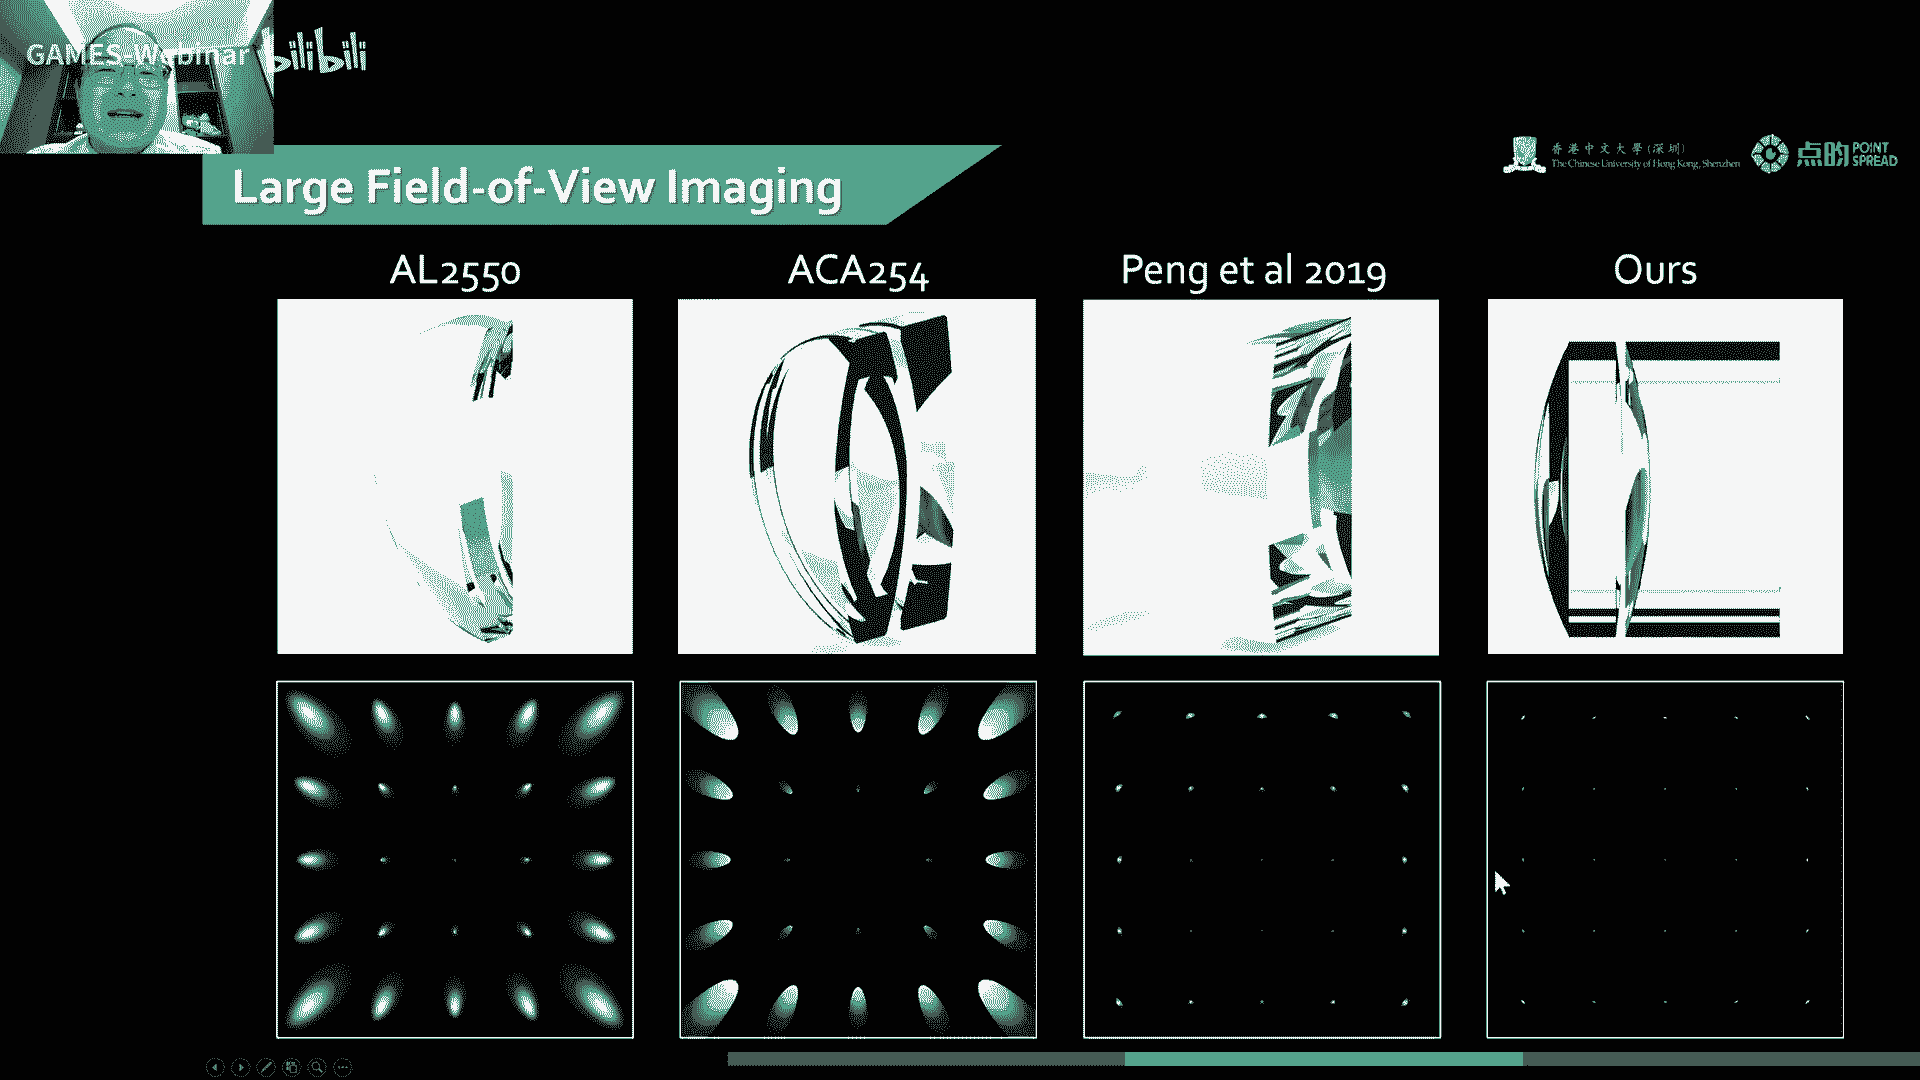 GAMES-Webinar
bilibili
香港中文大學(深圳)
The Chinese University of Hong Kong, Shenzhen
点昀 POINT SPREAD
Large Field-of-View Imaging
AL2550
ACA254
Peng et al 2019
Ours